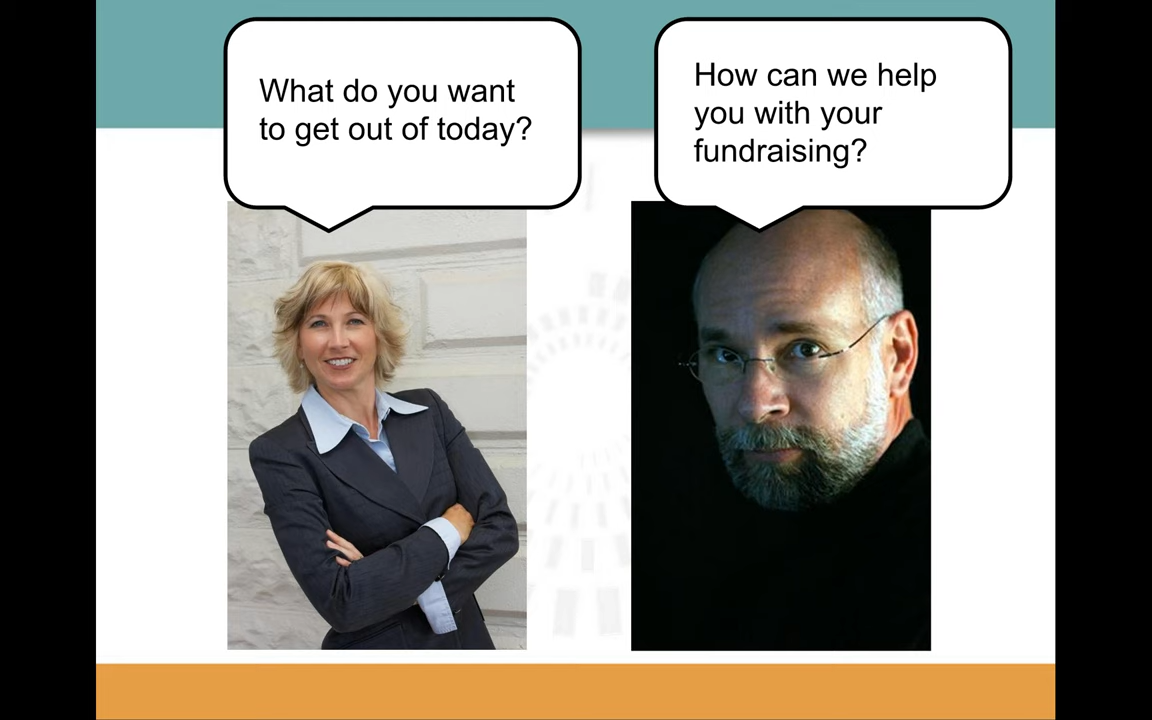 What do you want
to get out of today?
How can we help
you with your
fundraising?